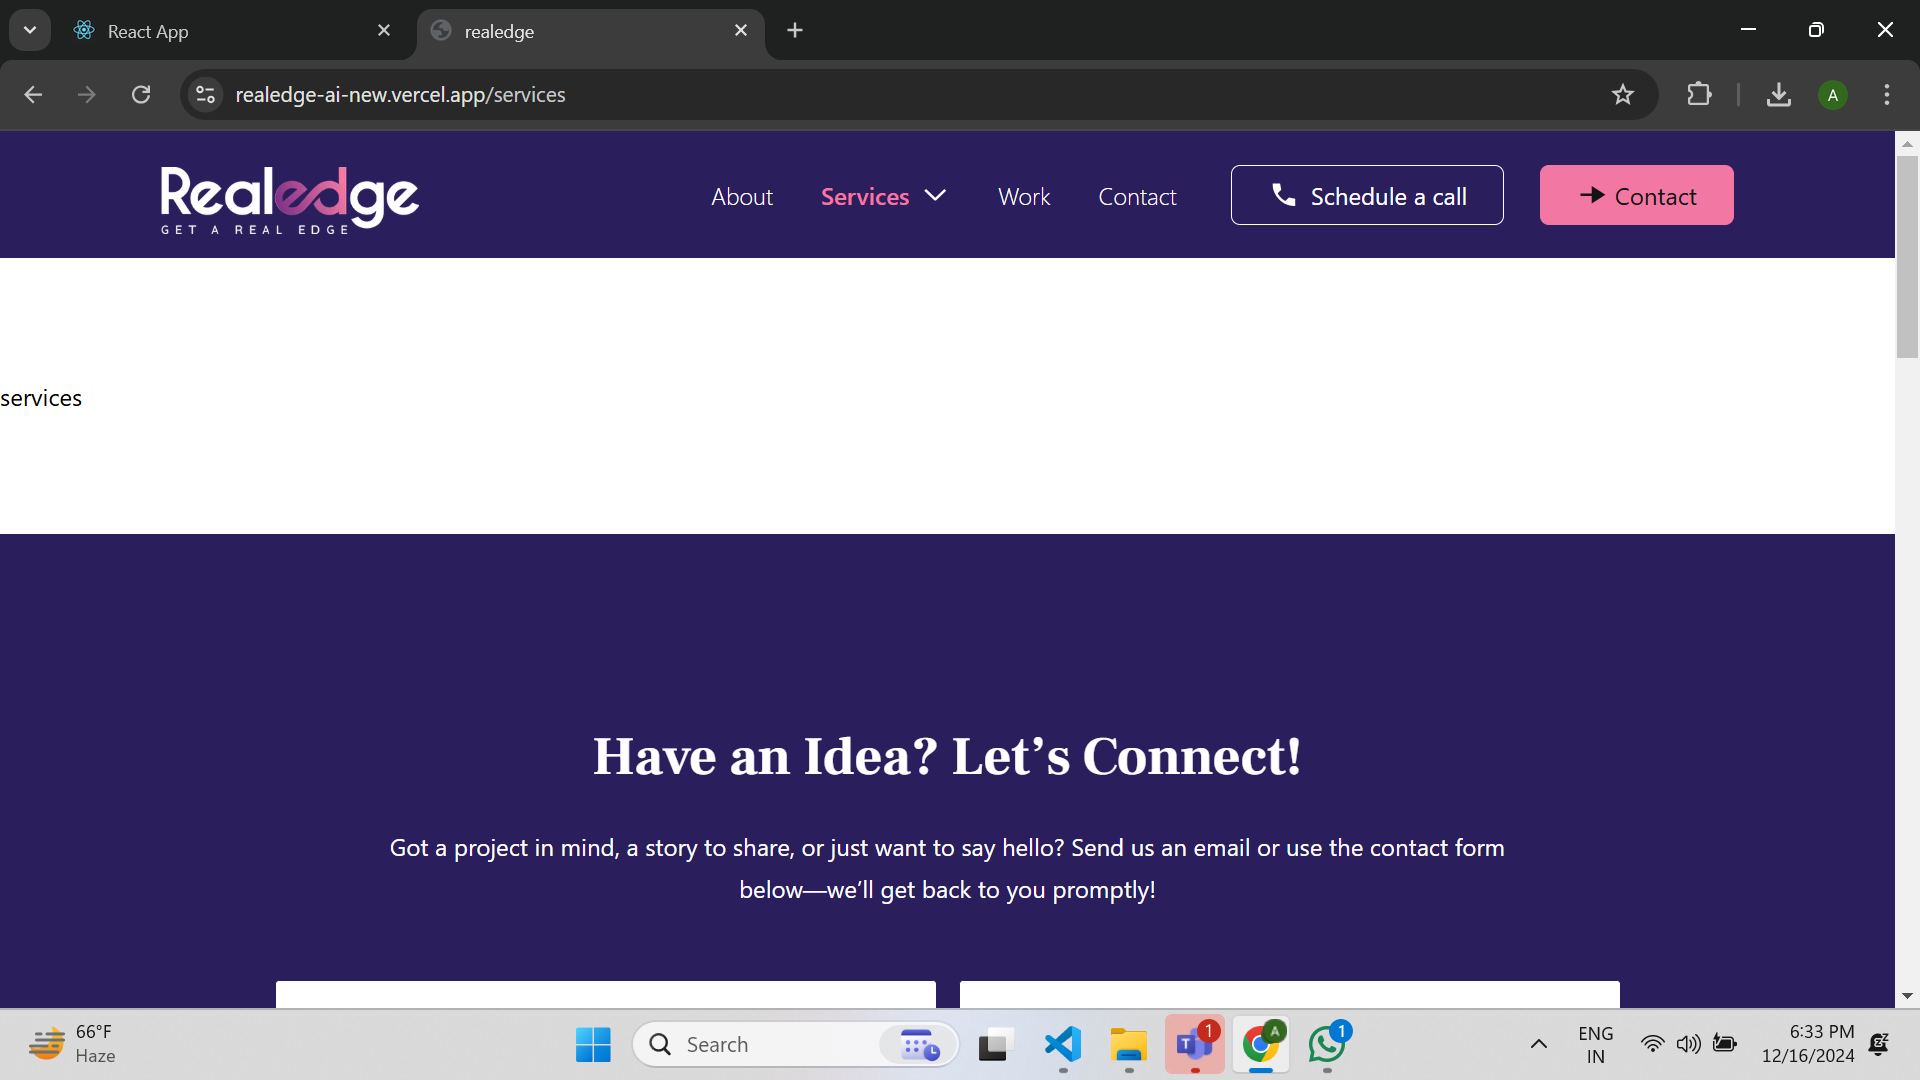 React App
realedge
realedge-ai-new.vercel.app/services
A
Realedge
GET A REAL EDGE
About
Services
Work
Contact
Schedule a call
Contact
services
Have an Idea? Let’s Connect!
Got a project in mind, a story to share, or just want to say hello? Send us an email or use the contact form
below—we’ll get back to you promptly!
66°F
Haze
Search
T
1
A
1
ENG
IN
6:33 PM
12/16/2024